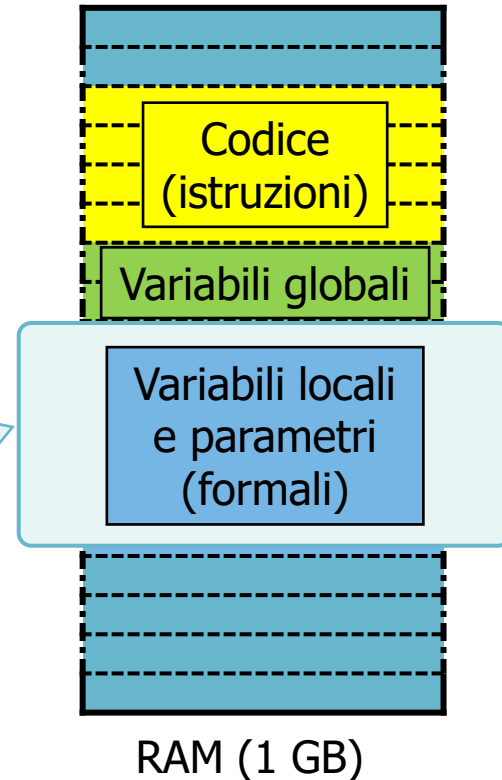 Codice
(istruzioni)
Variabili globali
Variabili locali
e parametri
(formali)
RAM (1 GB)